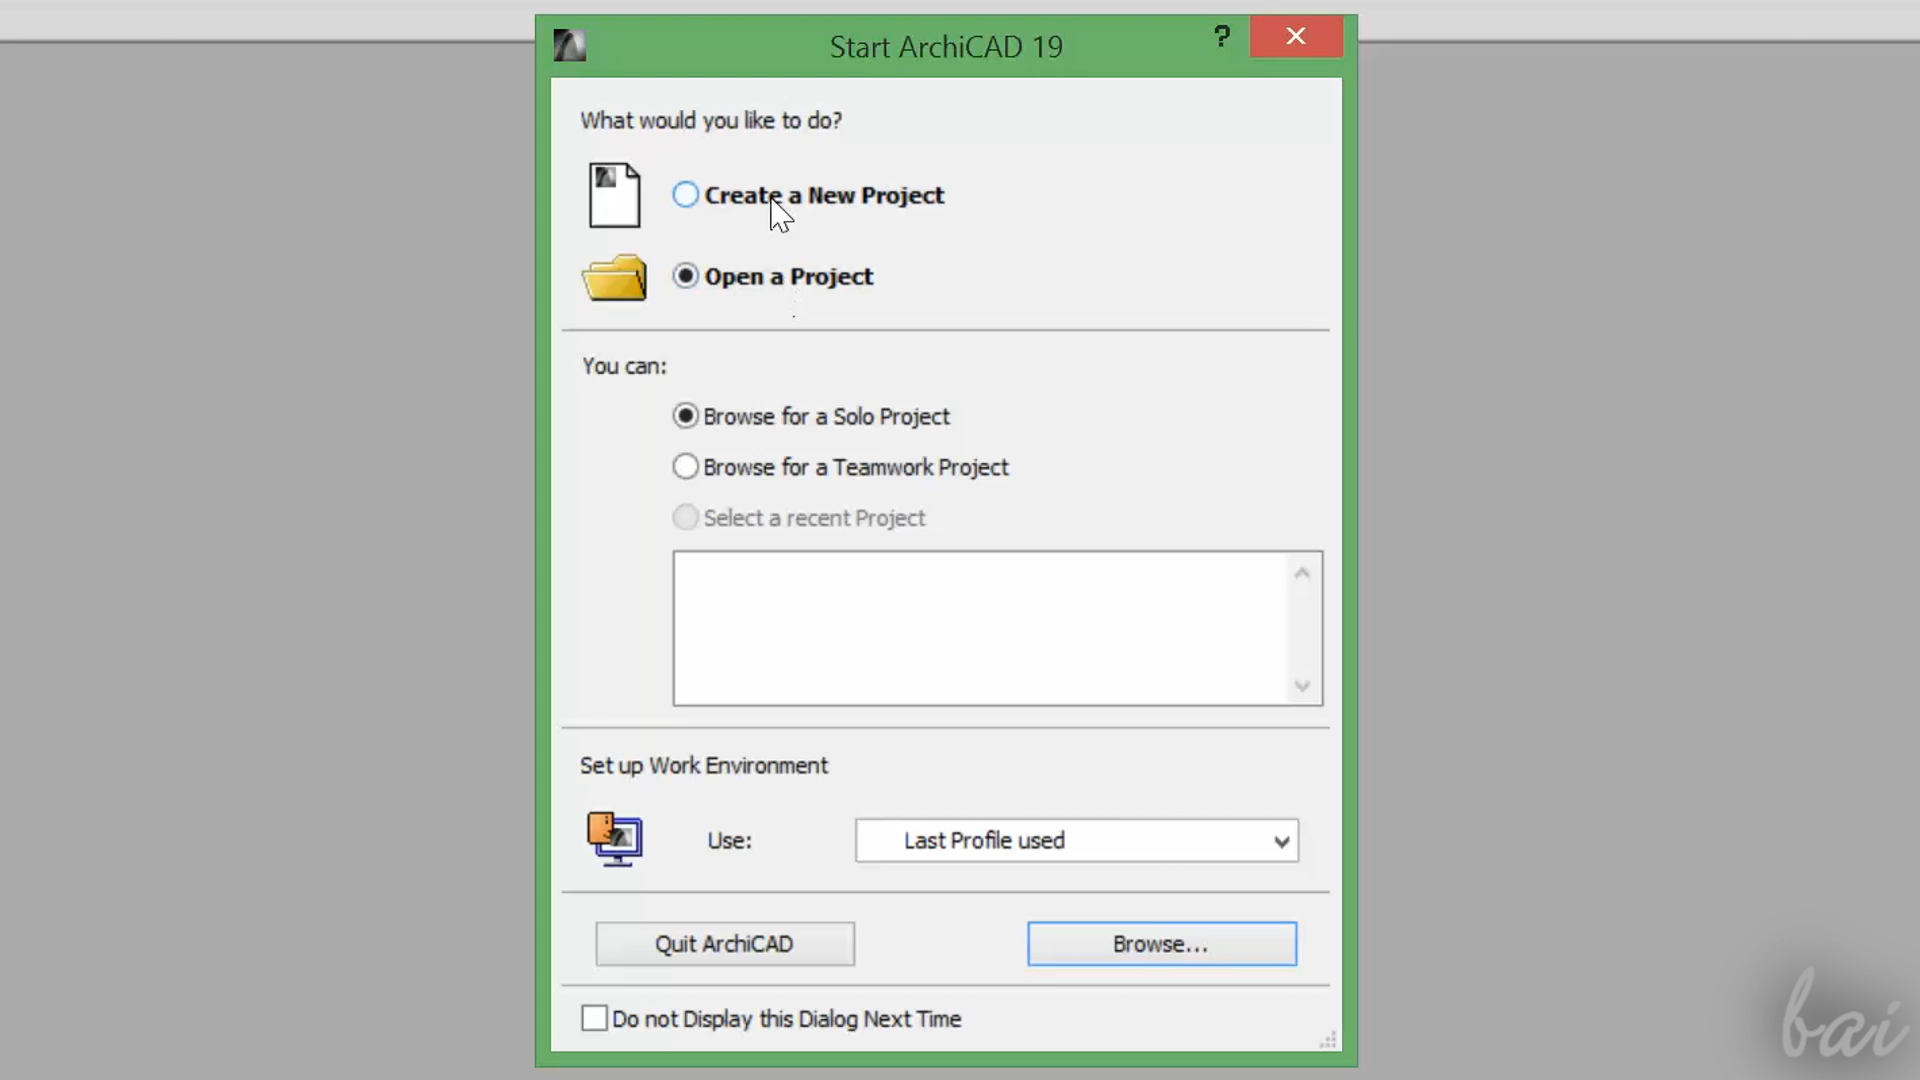 Start ArchiCAD 19
?
What would you like to do?
Create a New Project
Open a Project
You can:
Browse for a Solo Project
Browse for a Teamwork Project
Select a recent Project
Set up Work Environment
Use:
Last Profile used
Quit ArchiCAD
Browse...
Do not Display this Dialog Next Time
bai